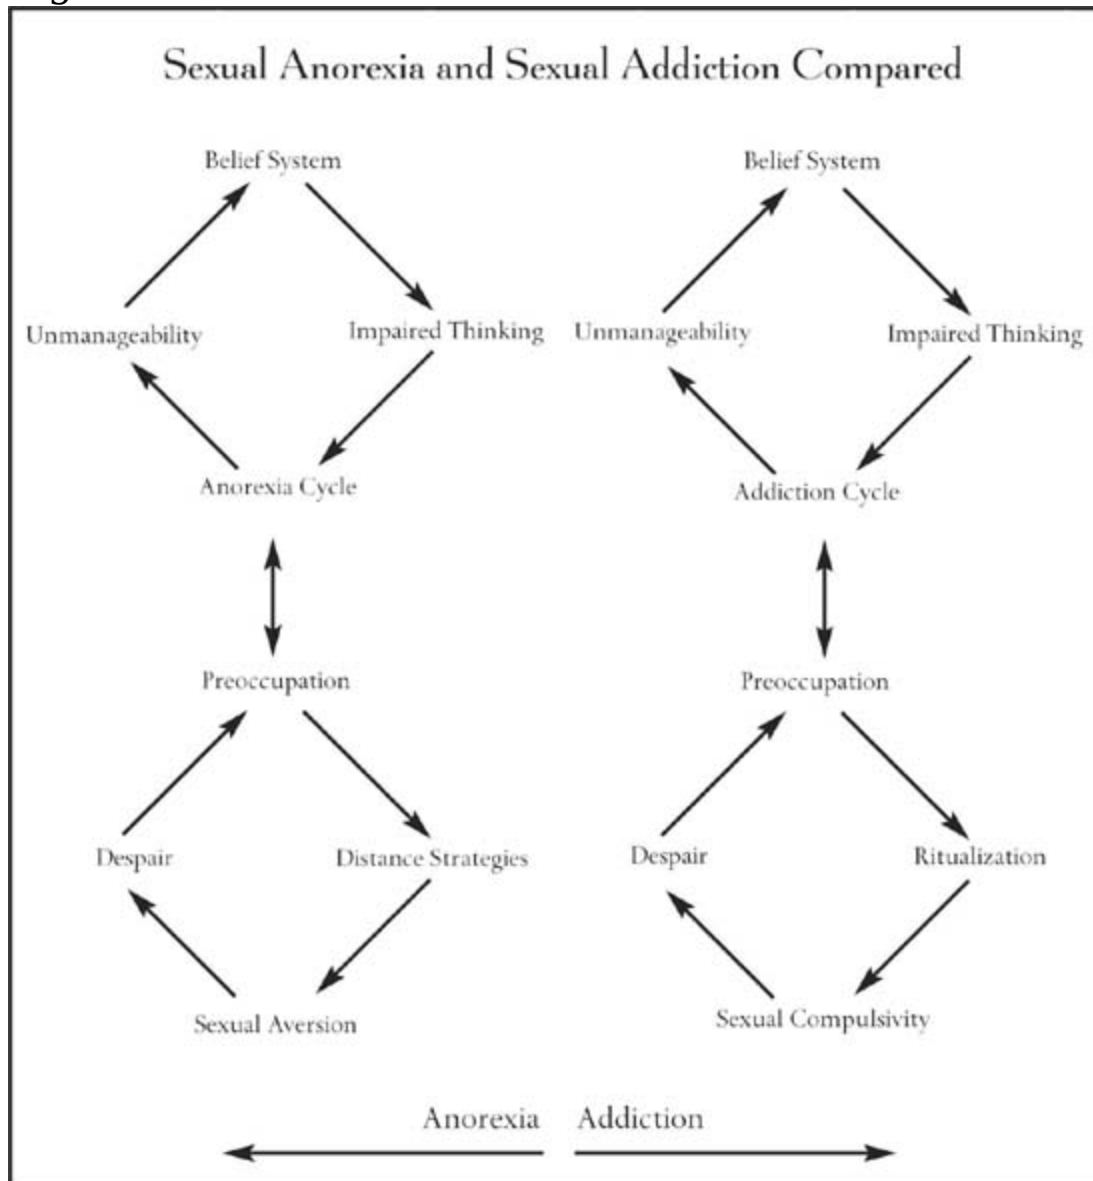 Sexual Anorexia and Sexual Addiction Compared
Belief System
Belief System
Unmanageability
Impaired Thinking
Unmanageability
Impaired Thinking
Anorexia Cycle
Addiction Cycle
Preoccupation
Preoccupation
Despair
Distance Strategies
Despair
Ritualization
Sexual Aversion
Sexual Compulsivity
Anorexia
Addiction